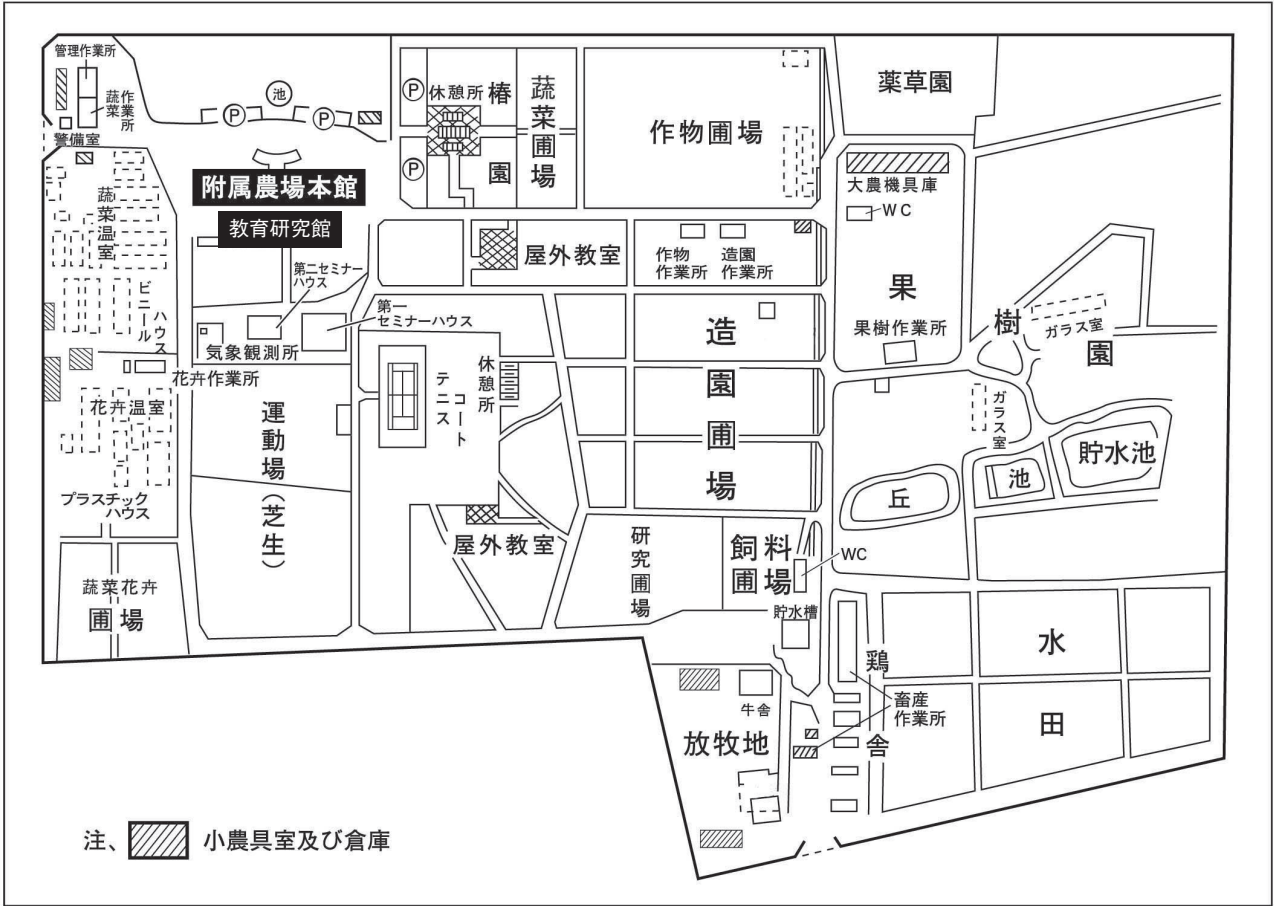 管理作業所
蔬菜
作業所
警備室
池
P
P
P
P
休憩所
椿園
蔬菜圃場
作物圃場
薬草園
大農機具庫
WC
附属農場本館
教育研究館
蔬菜温室
ビニールハウス
第二セミナーハウス
第一セミナーハウス
気象観測所
花卉作業所
花卉温室
プラスチックハウス
蔬菜花卉
圃場
運動場(芝生)
テニスコート
休憩所
屋外教室
作物作業所
造園作業所
造園圃場
果樹園
果樹作業所
ガラス室
ガラス室
貯水池
池
丘
屋外教室
研究圃場
飼料
圃場
WC
貯水槽
鶏舎
畜産
作業所
水田
牛舎
放牧地
注、小農具室及び倉庫